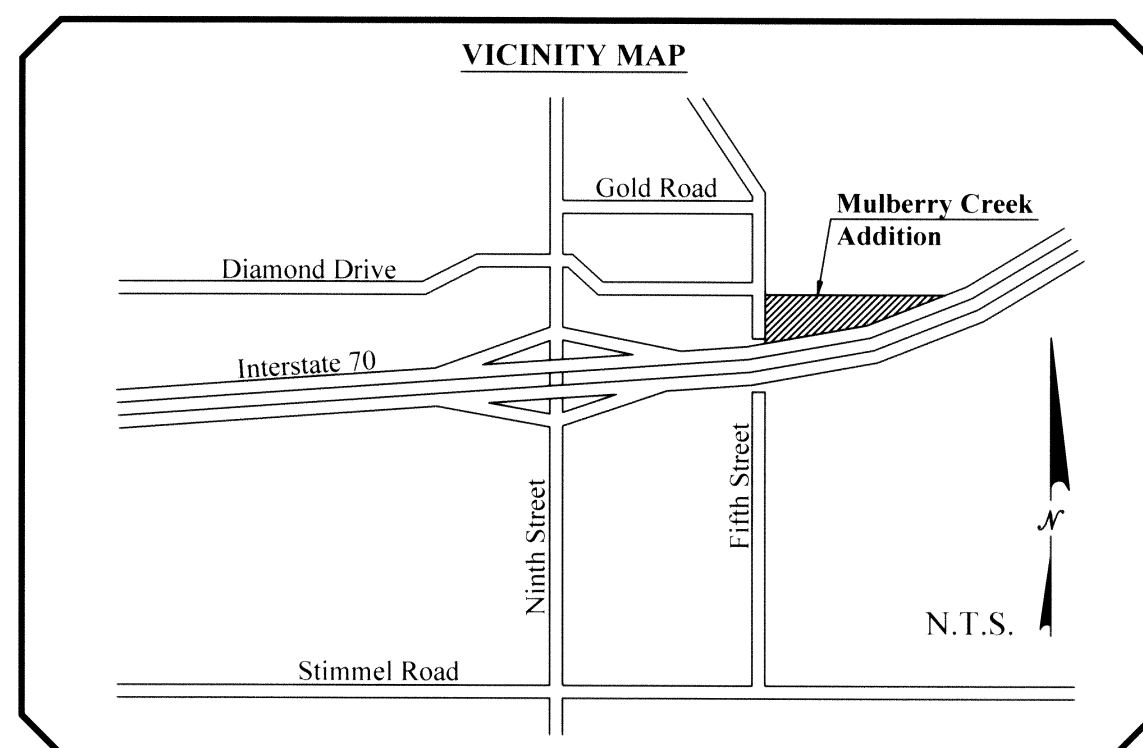 VICINITY MAP
Gold Road
Mulberry Creek
Addition
Diamond Drive
Interstate 70
Ninth Street
Fifth Street
N
N.T.S.
Stimmel Road